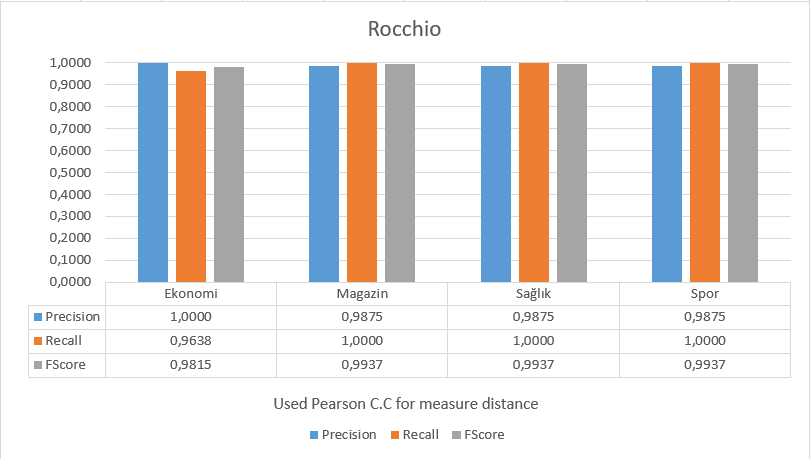 Rocchio
1,0000
0,9000
0,8000
0,7000
0,6000
0,5000
0,4000
0,3000
0,2000
0,1000
0,0000
Ekonomi Magazin Sağlık Spor
Precision 1,0000 0,9875 0,9875 0,9875
Recall 0,9638 1,0000 1,0000 1,0000
FScore 0,9815 0,9937 0,9937 0,9937
Used Pearson C.C for measure distance
Precision Recall FScore